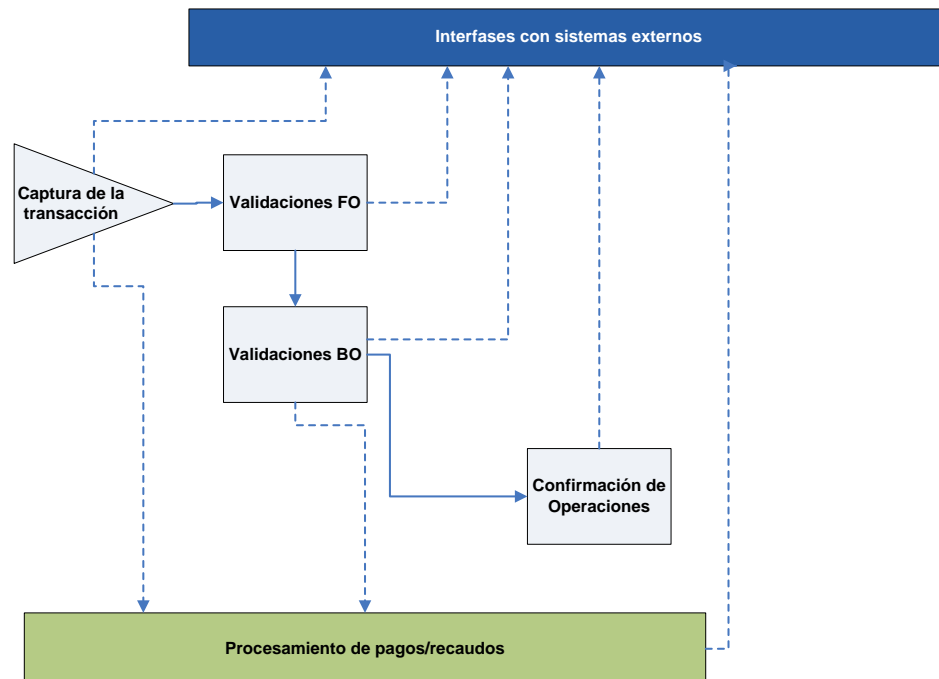 Interfases con sistemas externos
Captura de la
transacción
Validaciones FO
Validaciones BO
Confirmación de
Operaciones
Procesamiento de pagos/recaudos